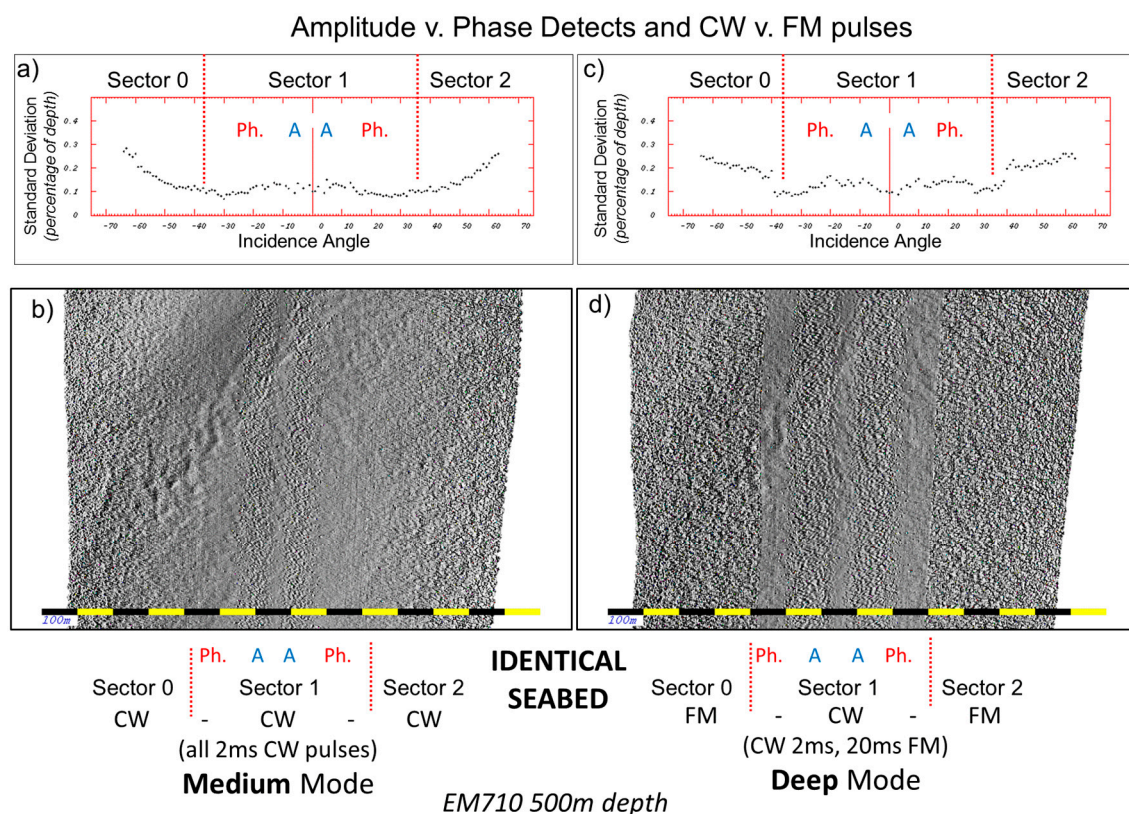 Amplitude v. Phase Detects and CW v. FM pulses
a)
Sector 0 Sector 1 Sector 2
Ph. A A Ph.
Standard Deviation
(percentage of depth)
0.4
0.3
0.2
0.1
0
-70 -60 -50 -40 -30 -20 -10 0 10 20 30 40 50 60 70
Incidence Angle
c)
Sector 0 Sector 1 Sector 2
Ph. A A Ph.
Standard Deviation
(percentage of depth)
0.4
0.3
0.2
0.1
0
-70 -60 -50 -40 -30 -20 -10 0 10 20 30 40 50 60 70
Incidence Angle
b)
100m
d)
100m
Ph. A A Ph.
Sector 0 Sector 1 Sector 2
CW - CW - CW
(all 2ms CW pulses)
Medium Mode
IDENTICAL
SEABED
Ph. A A Ph.
Sector 0 Sector 1 Sector 2
FM - CW - FM
(CW 2ms, 20ms FM)
Deep Mode
EM710 500m depth